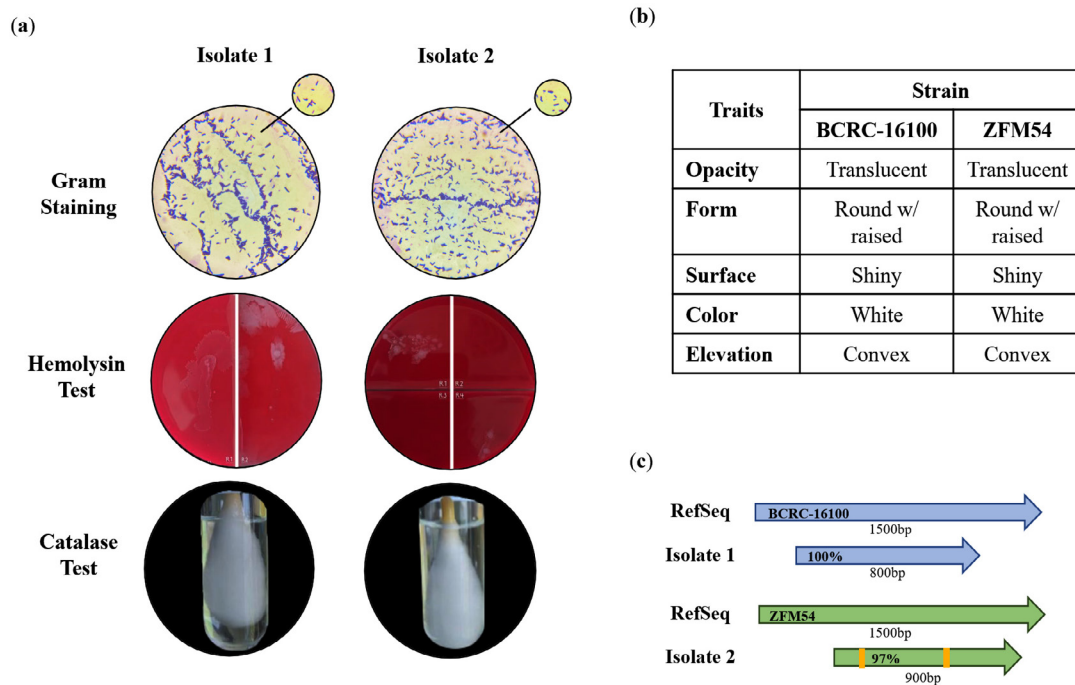 (a)
Isolate 1
Isolate 2
Gram
Staining
Hemolysin
Test
R1 R2
R1 R2
R3 R4
Catalase
Test
(b)
Traits
Strain
BCRC-16100
ZFM54
Opacity
Translucent
Translucent
Form
Round w/
raised
Round w/
raised
Surface
Shiny
Shiny
Color
White
White
Elevation
Convex
Convex
(c)
RefSeq
BCRC-16100
1500bp
Isolate 1
100%
800bp
RefSeq
ZFM54
1500bp
Isolate 2
97%
900bp